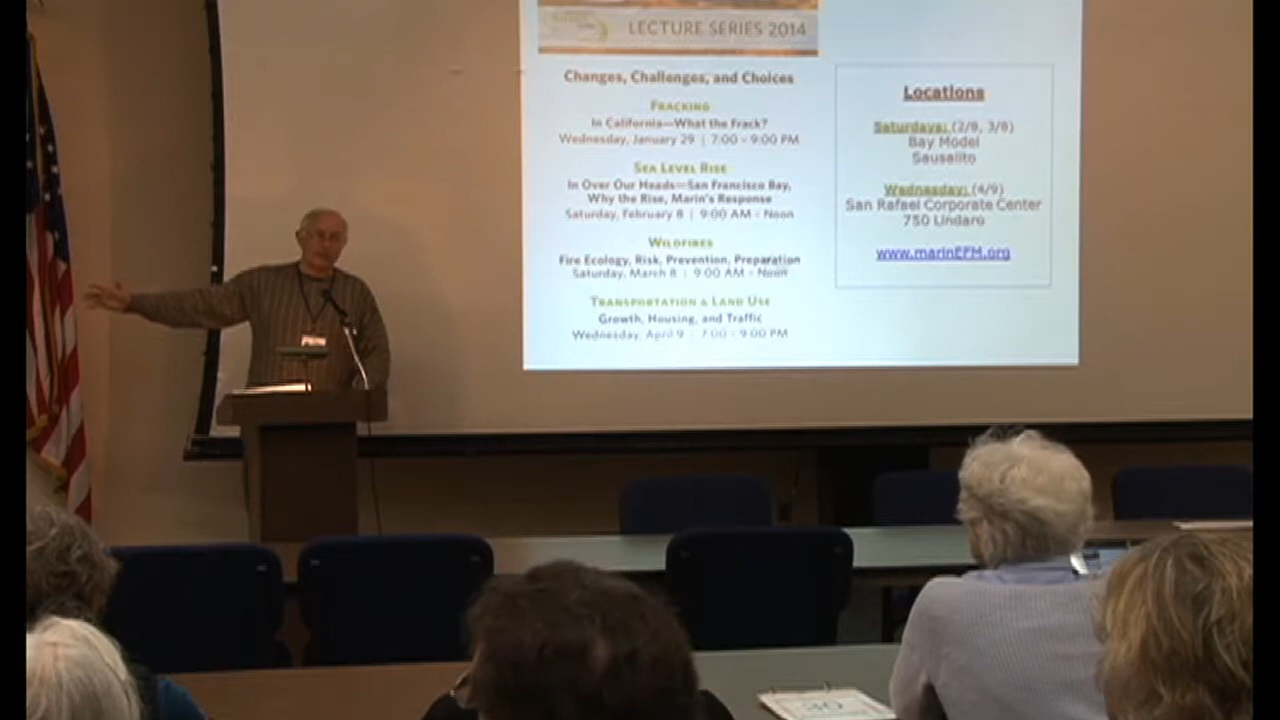 LECTURE SERIES 2014
Changes, Challenges, and Choices
FRACKING
In California—What the Frack?
Wednesday, January 29 | 7:00 - 9:00 PM
SEA LEVEL RISE
In Over Our Heads—San Francisco Bay,
Why the Rise, Marin's Response
Saturday, February 8 | 9:00 AM - Noon
WILDFIRES
Fire Ecology, Risk, Prevention, Preparation
Saturday, March 8 | 9:00 AM - Noon
TRANSPORTATION & LAND USE
Growth, Housing, and Traffic
Wednesday, April 9 | 7:00 - 9:00 PM
Locations
Saturdays: (2/8, 3/8)
Bay Model
Sausalito
Wednesday: (4/9)
San Rafael Corporate Center
750 Lindaro
www.marinEFM.org
30